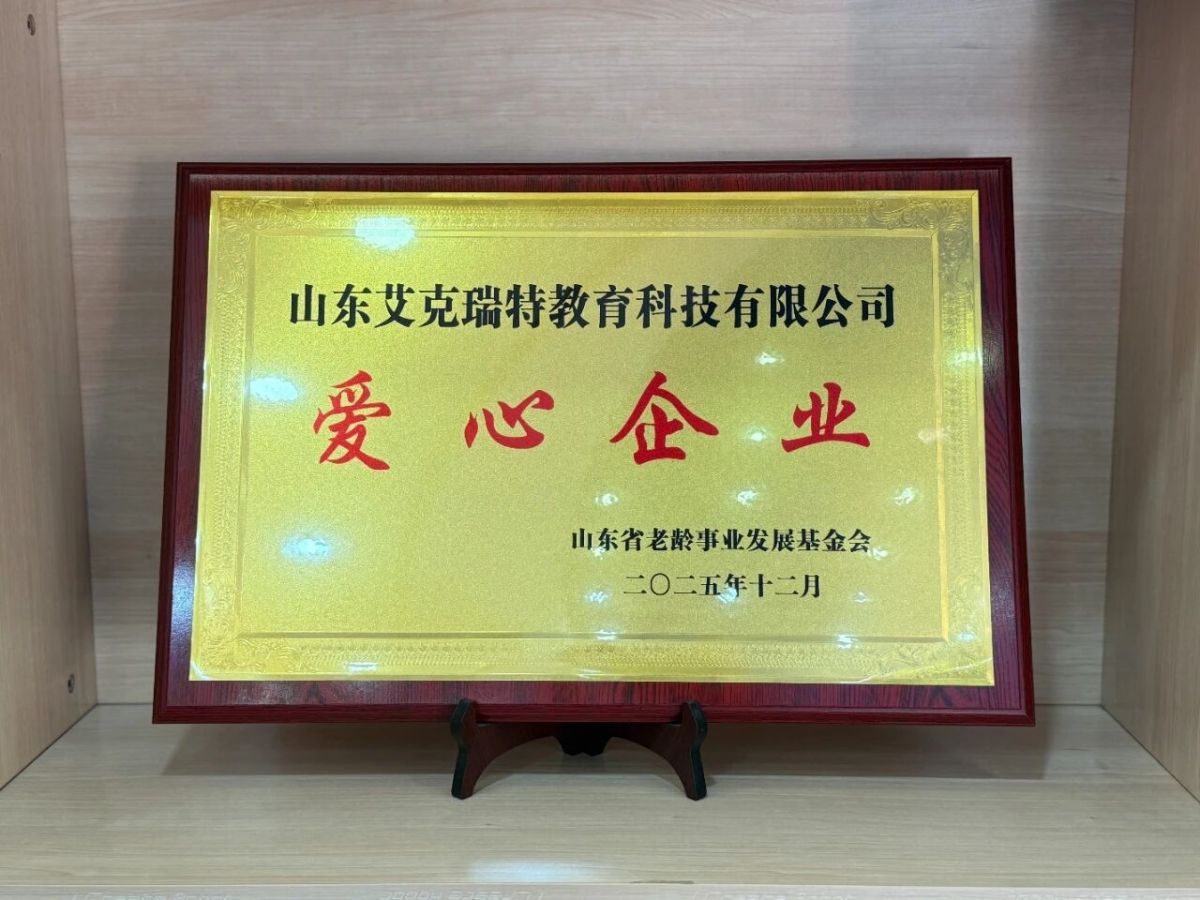 山东艾克瑞特教育科技有限公司
爱心企业
山东省老龄事业发展基金会
二〇二五年十二月